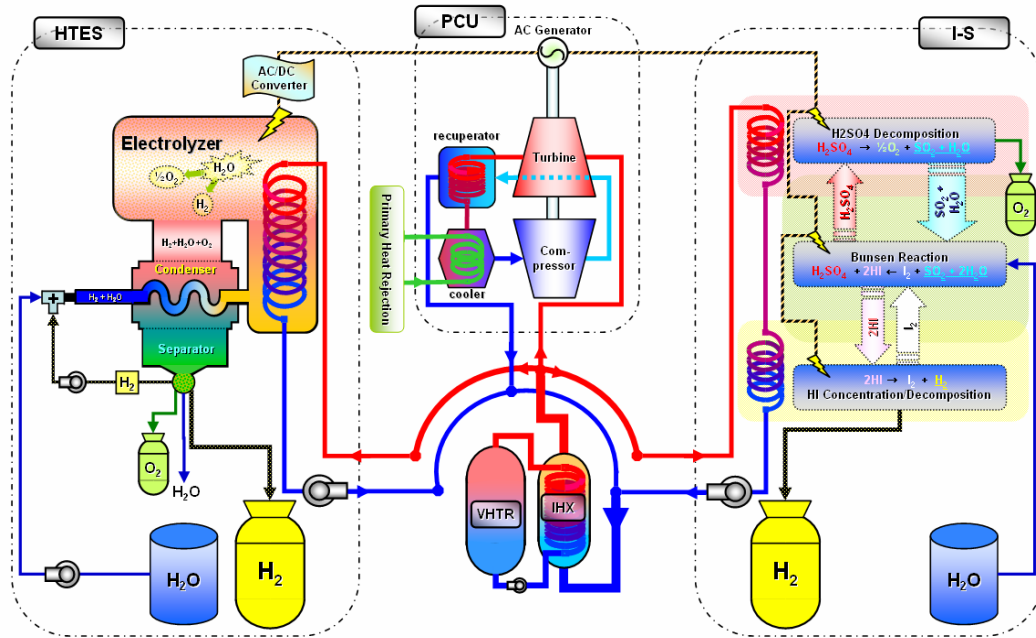 HTES
PCU
I-S
AC Generator
AC/DC
Converter
Electrolyzer
½O₂
H₂O
H₂
H₂+H₂O+O₂
Condenser
H₂ + H₂O
Separator
H₂
O₂
H₂O
H₂O
H₂
recuperator
Turbine
Primary Heat Rejection
cooler
Com-
pressor
VHTR
IHX
H2SO4 Decomposition
H₂SO₄ → ½O₂ + SO₂ + H₂O
O₂
H₂SO₄
SO₂ +
H₂O
Bunsen Reaction
H₂SO₄ + 2HI ← I₂ + SO₂ + 2H₂O
2HI
I₂
2HI → I₂ + H₂
HI Concentration/Decomposition
H₂
H₂O